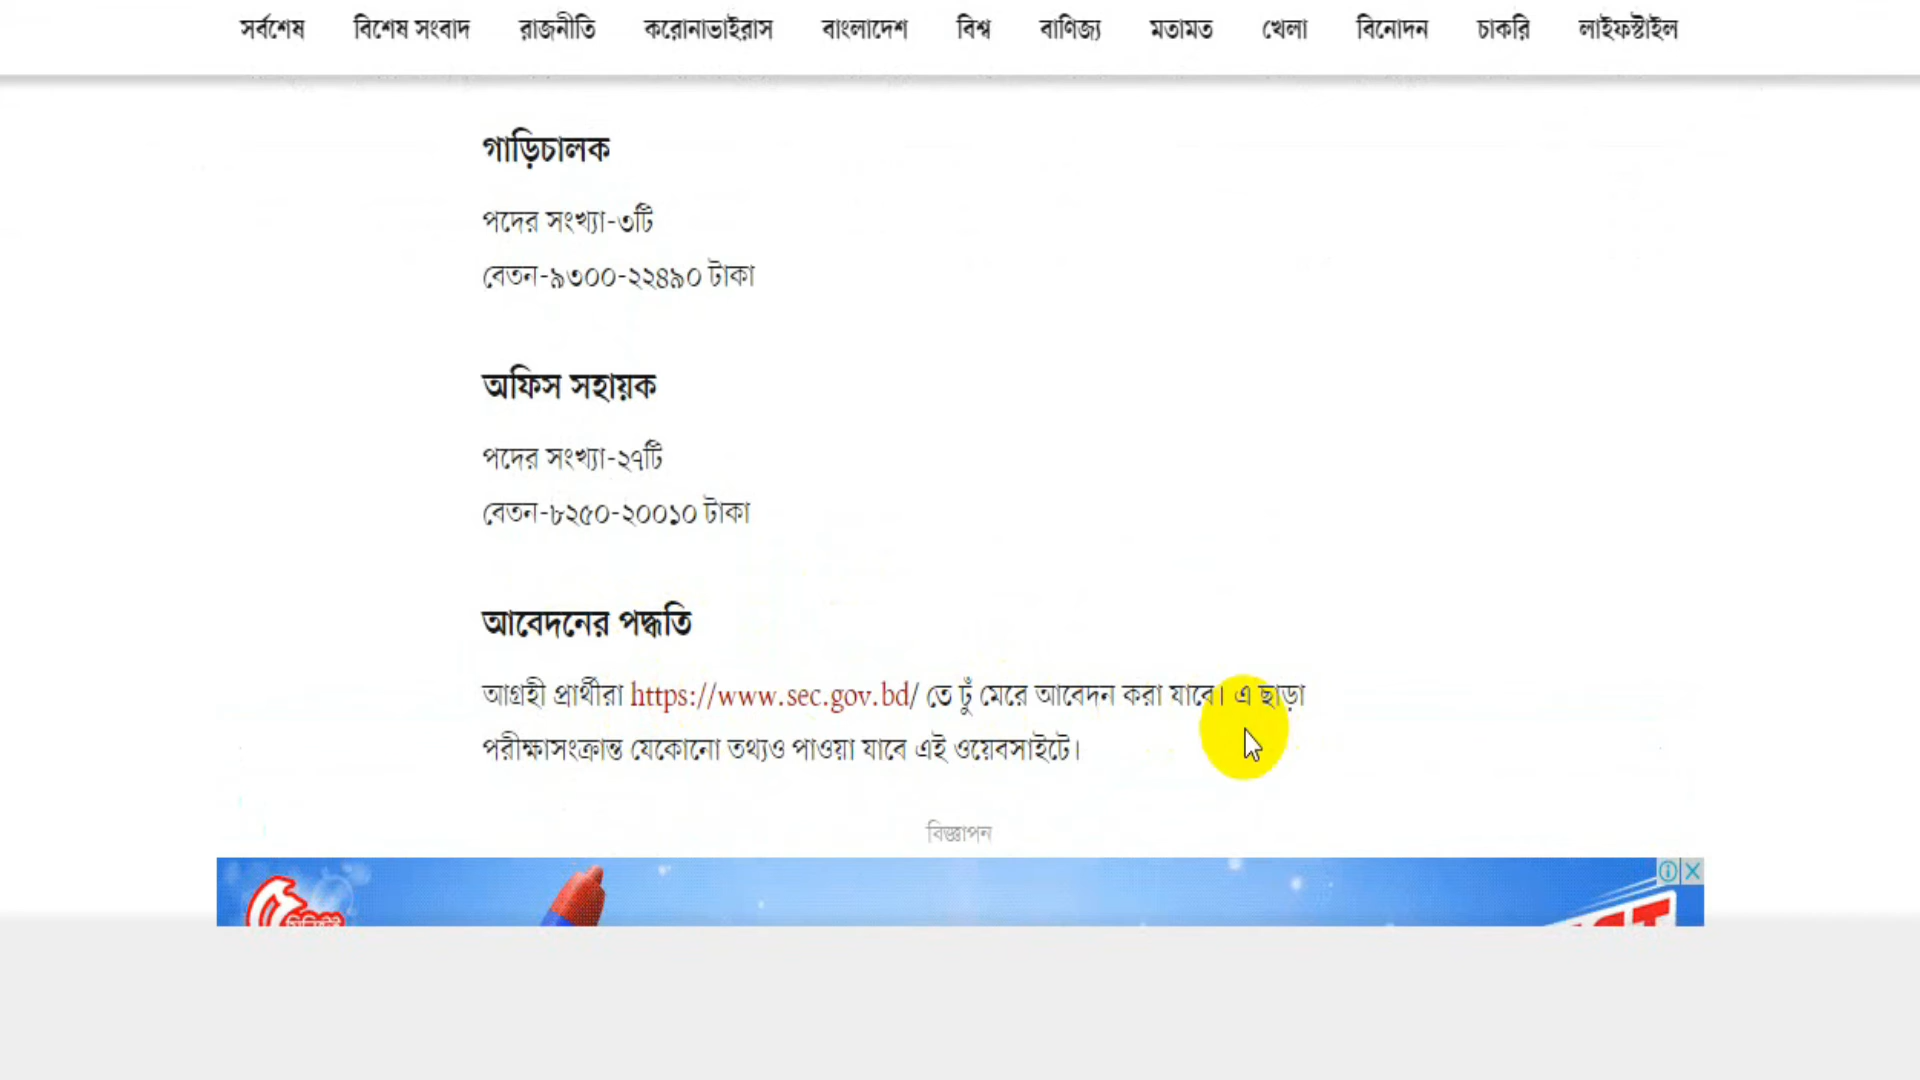 সর্বশেষ বিশেষ সংবাদ রাজনীতি করোনাভাইরাস বাংলাদেশ বিশ্ব বাণিজ্য মতামত খেলা বিনোদন চাকরি লাইফস্টাইল
গাড়িচালক
পদের সংখ্যা-৩টি
বেতন-৯৩০০-২২৪৯০ টাকা
অফিস সহায়ক
পদের সংখ্যা-২৭টি
বেতন-৮২৫০-২০০১০ টাকা
আবেদনের পদ্ধতি
আগ্রহী প্রার্থীরা https://www.sec.gov.bd/ তে ঢুঁ মেরে আবেদন করা যাবে। এ ছাড়া
পরীক্ষাসংক্রান্ত যেকোনো তথ্যও পাওয়া যাবে এই ওয়েবসাইটে।
বিজ্ঞাপন